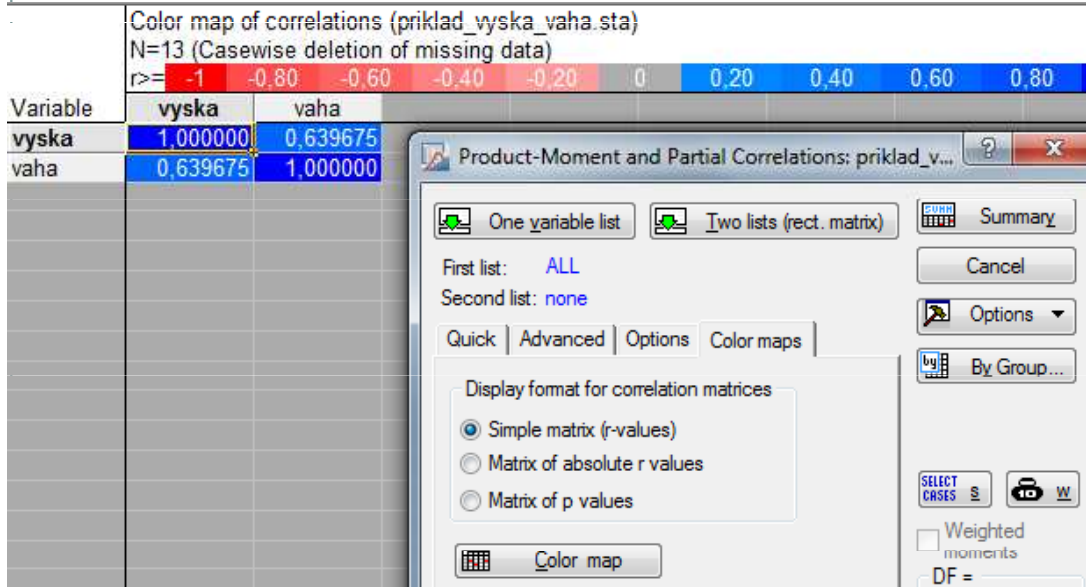 Color map of correlations (priklad_vyska_vaha.sta)
N=13 (Casewise deletion of missing data)
r>= -1 -0,80 -0,60 -0,40 -0,20 0 0,20 0,40 0,60 0,80
Variable vyska vaha
vyska 1,000000 0,639675
vaha 0,639675 1,000000
Product-Moment and Partial Correlations: priklad_v...
One variable list
Two lists (rect. matrix)
First list: ALL
Second list: none
Quick Advanced Options Color maps
Display format for correlation matrices
Simple matrix (r-values)
Matrix of absolute r values
Matrix of p values
Color map
SUMM Summary
Cancel
Options
by By Group...
SELECT CASES S
W
Weighted
moments
DF =